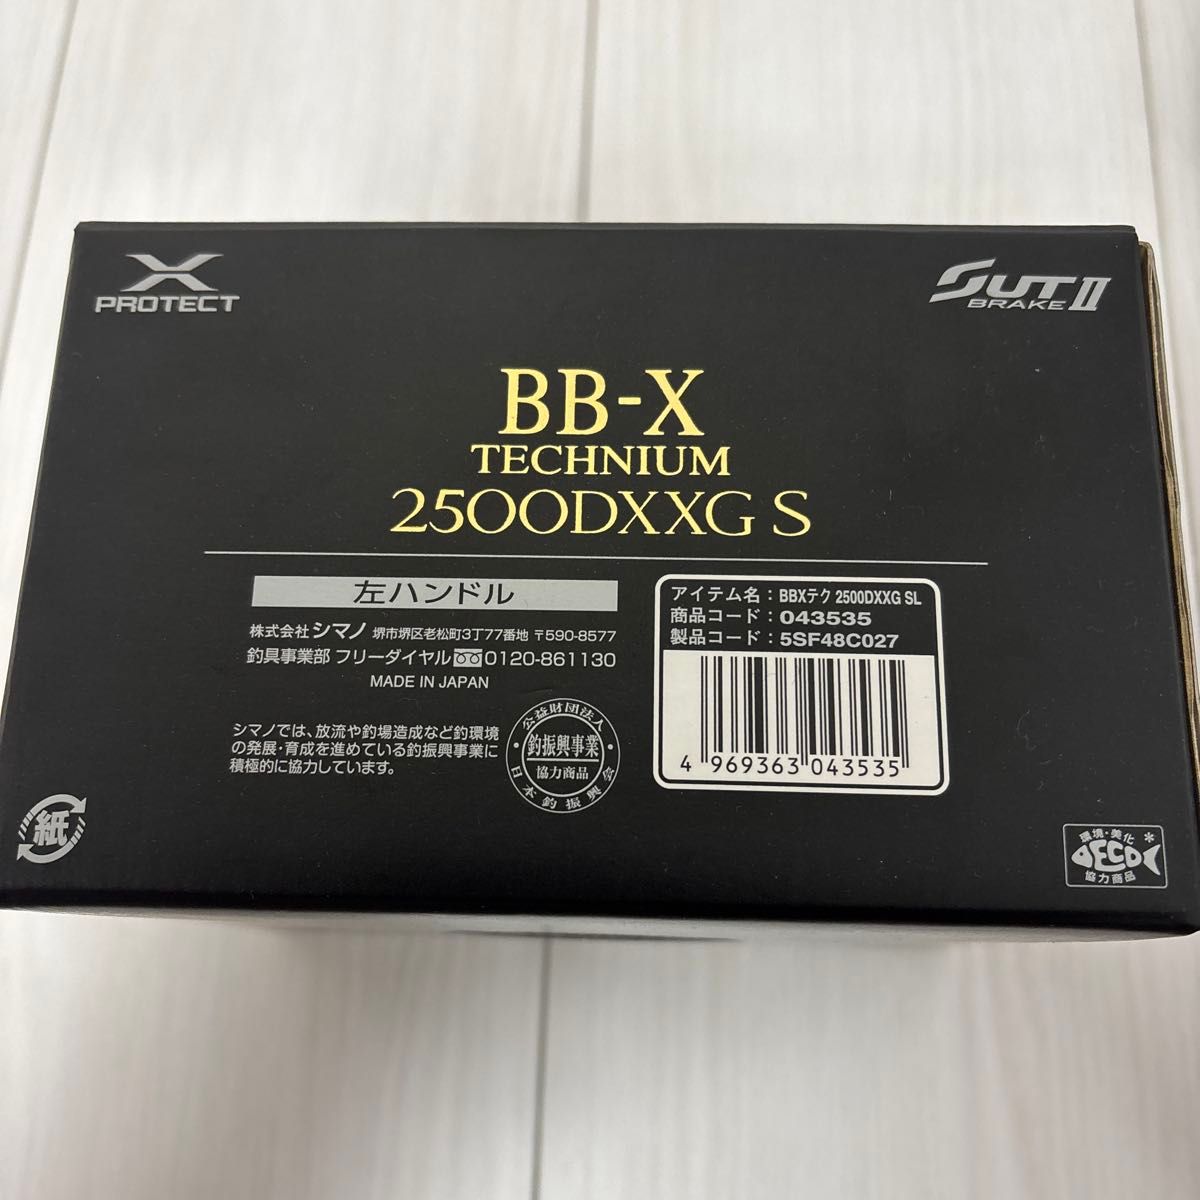 X
PROTECT
SUT II
BRAKE
BB-X
TECHNIUM
2500DXXG S
左ハンドル
株式会社シマノ 堺市堺区老松町3丁77番地 〒590-8577
釣具事業部 フリーダイヤル 0120-861130
MADE IN JAPAN
シマノでは、放流や釣場造成など釣環境
の発展・育成を進めている釣振興事業に
積極的に協力しています。
公益財団法人
釣振興事業
協力商品
日本釣振興会
アイテム名：BBXテク 2500DXXG SL
商品コード：043535
製品コード：5SF48C027
4 969363 043535
紙
環境・美化
ECO
協力商品